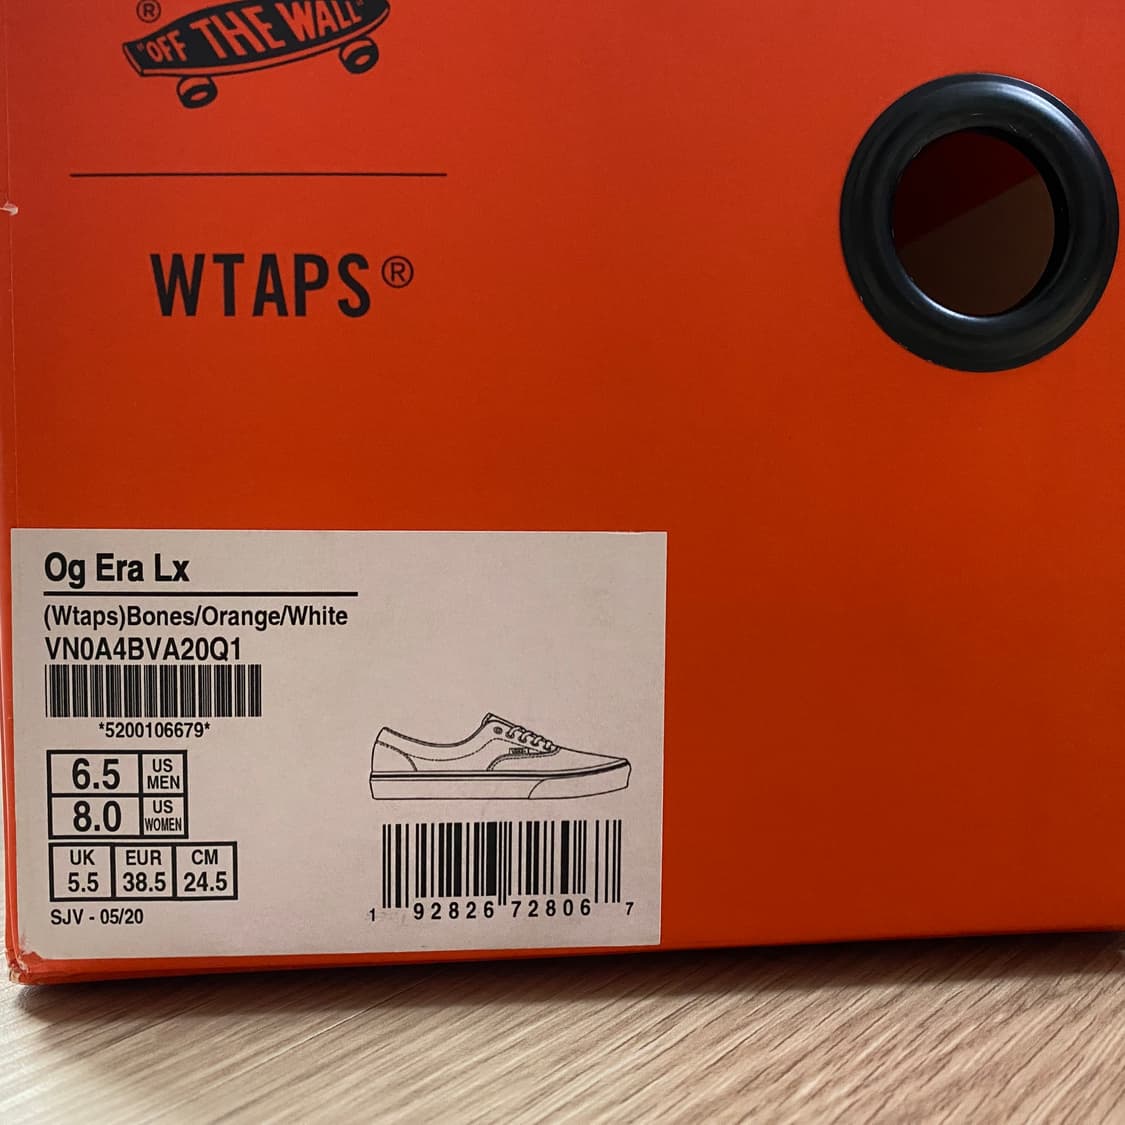 ®
"OFF THE WALL"
WTAPS®
Og Era Lx
(Wtaps)Bones/Orange/White
VN0A4BVA20Q1
*5200106679*
6.5 US MEN
8.0 US WOMEN
UK EUR CM
5.5 38.5 24.5
SJV - 05/20
1 92826 72806 7